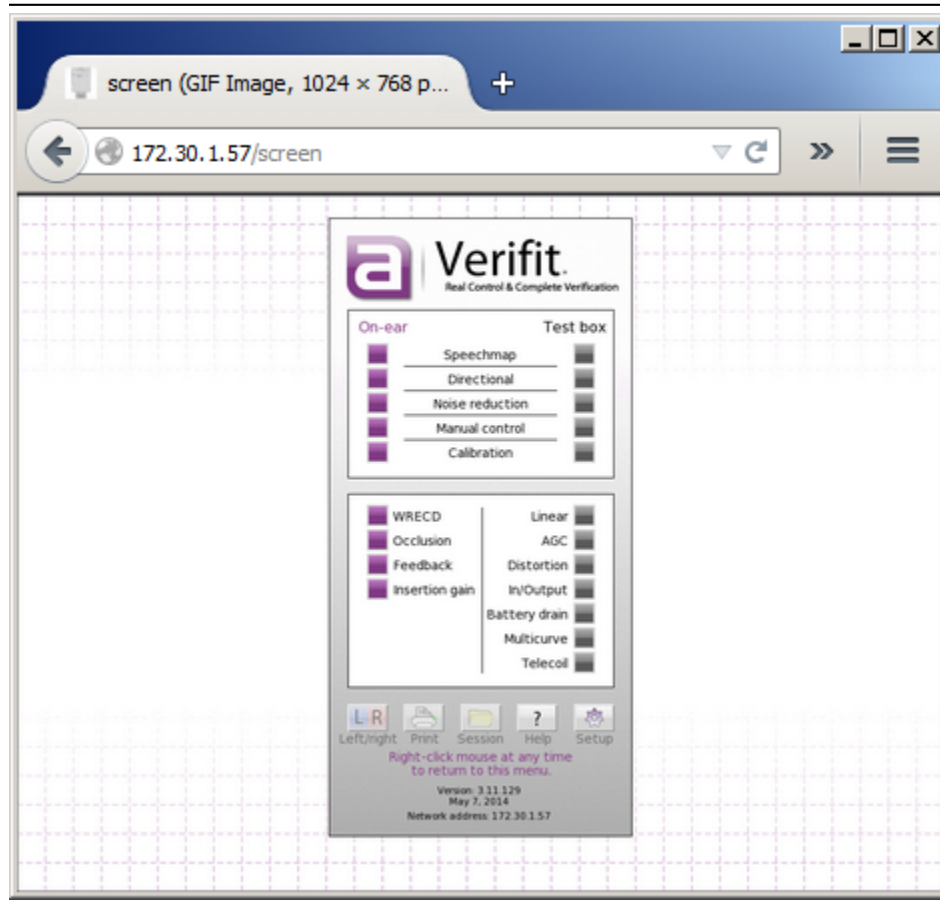 screen (GIF Image, 1024 × 768 p...
172.30.1.57/screen
a Verifit.
Real Control & Complete Verification
On-ear Test box
Speechmap
Directional
Noise reduction
Manual control
Calibration
WRECD Linear
Occlusion AGC
Feedback Distortion
Insertion gain In/Output
Battery drain
Multicurve
Telecoil
L R ?
Left/right Print Session Help Setup
Right-click mouse at any time
to return to this menu.
Version: 3.11.129
May 7, 2014
Network address: 172.30.1.57